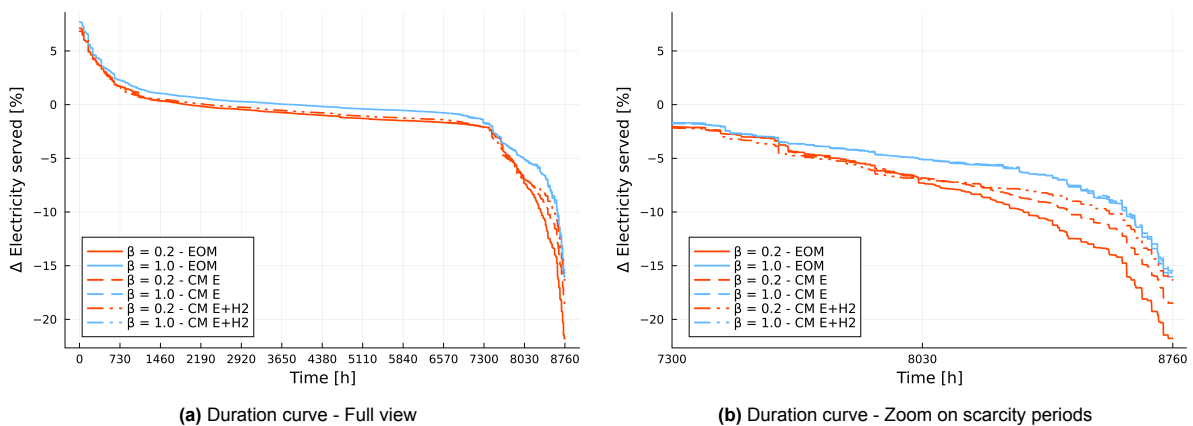 Δ Electricity served [%]
5
0
−5
−10
−15
−20
β = 0.2 - EOM
β = 1.0 - EOM
β = 0.2 - CM E
β = 1.0 - CM E
β = 0.2 - CM E+H2
β = 1.0 - CM E+H2
0 730 1460 2190 2920 3650 4380 5110 5840 6570 7300 8030 8760
Time [h]
(a) Duration curve - Full view
Δ Electricity served [%]
5
0
−5
−10
−15
−20
β = 0.2 - EOM
β = 1.0 - EOM
β = 0.2 - CM E
β = 1.0 - CM E
β = 0.2 - CM E+H2
β = 1.0 - CM E+H2
7300 8030 8760
Time [h]
(b) Duration curve - Zoom on scarcity periods